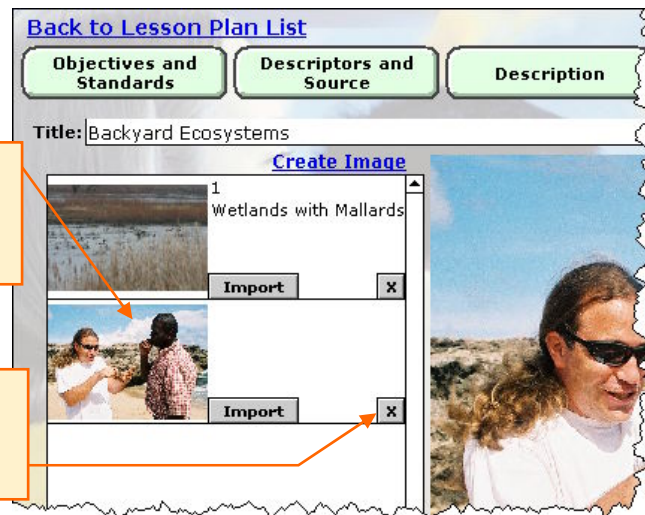 Back to Lesson Plan List
Objectives and Standards
Descriptors and Source
Description
Title: Backyard Ecosystems
Create Image
1
Wetlands with Mallards
Import
X
Import
X